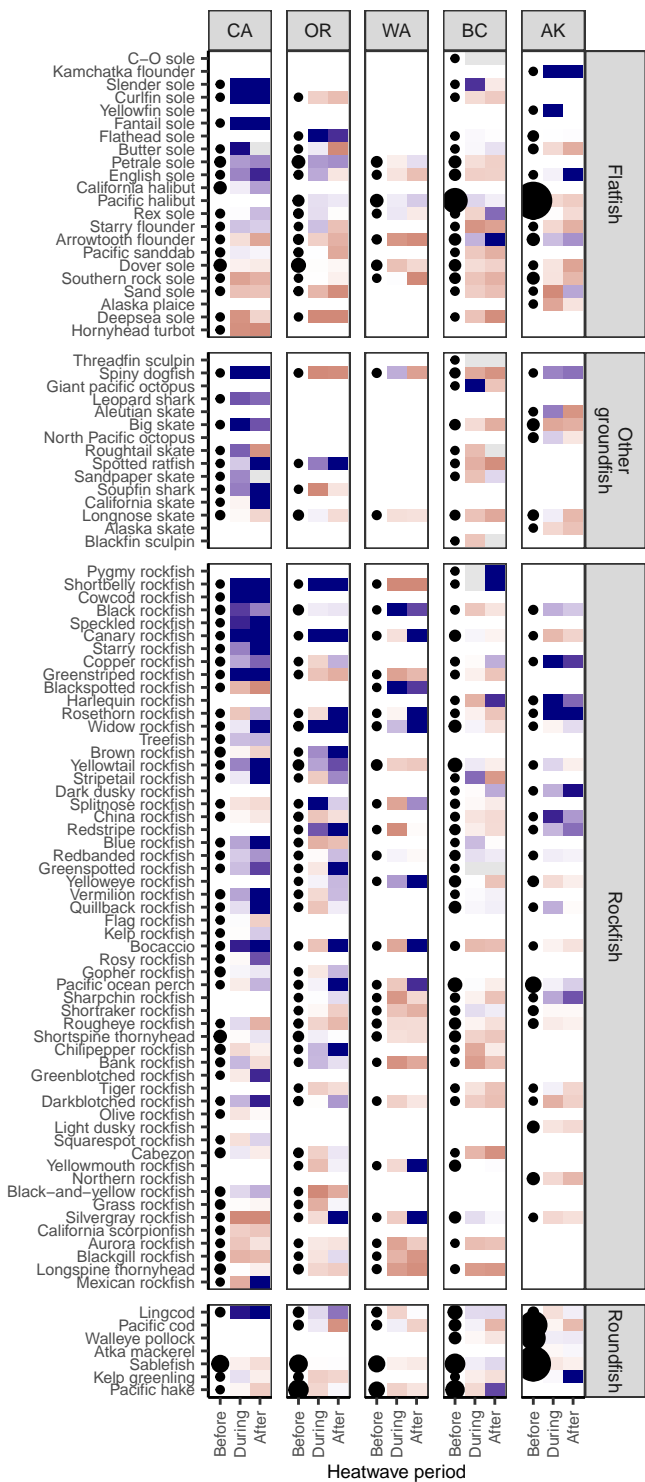 CA
OR
WA
BC
AK
C−O sole
Kamchatka flounder
Slender sole
Curlfin sole
Yellowfin sole
Fantail sole
Flathead sole
Butter sole
Petrale sole
English sole
California halibut
Pacific halibut
Rex sole
Starry flounder
Arrowtooth flounder
Pacific sanddab
Dover sole
Southern rock sole
Sand sole
Alaska plaice
Deepsea sole
Hornyhead turbot
Flatfish
Threadfin sculpin
Spiny dogfish
Giant pacific octopus
Leopard shark
Aleutian skate
Big skate
North Pacific octopus
Roughtail skate
Spotted ratfish
Sandpaper skate
Soupfin shark
California skate
Longnose skate
Alaska skate
Blackfin sculpin
Other
groundfish
Pygmy rockfish
Shortbelly rockfish
Cowcod rockfish
Black rockfish
Speckled rockfish
Canary rockfish
Starry rockfish
Copper rockfish
Greenstriped rockfish
Blackspotted rockfish
Harlequin rockfish
Rosethorn rockfish
Widow rockfish
Treefish
Brown rockfish
Yellowtail rockfish
Stripetail rockfish
Dark dusky rockfish
Splitnose rockfish
China rockfish
Redstripe rockfish
Blue rockfish
Redbanded rockfish
Greenspotted rockfish
Yelloweye rockfish
Vermilion rockfish
Quillback rockfish
Flag rockfish
Kelp rockfish
Bocaccio
Rosy rockfish
Gopher rockfish
Pacific ocean perch
Sharpchin rockfish
Shortraker rockfish
Rougheye rockfish
Shortspine thornyhead
Chilipepper rockfish
Bank rockfish
Greenblotched rockfish
Tiger rockfish
Darkblotched rockfish
Olive rockfish
Light dusky rockfish
Squarespot rockfish
Cabezon
Yellowmouth rockfish
Northern rockfish
Black−and−yellow rockfish
Grass rockfish
Silvergray rockfish
California scorpionfish
Aurora rockfish
Blackgill rockfish
Longspine thornyhead
Mexican rockfish
Rockfish
Lingcod
Pacific cod
Walleye pollock
Atka mackerel
Sablefish
Kelp greenling
Pacific hake
Roundfish
Before
During
After
Before
During
After
Before
During
After
Before
During
After
Before
During
After
Heatwave period